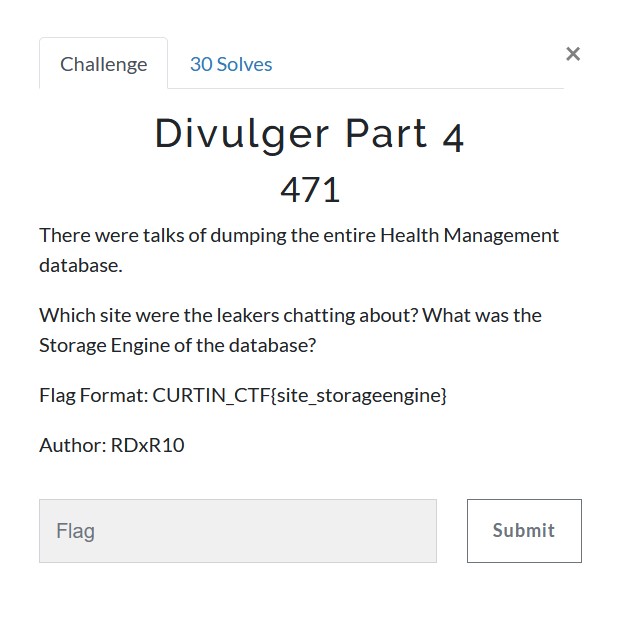 Challenge
30 Solves
×
Divulger Part 4
471
There were talks of dumping the entire Health Management
database.
Which site were the leakers chatting about? What was the
Storage Engine of the database?
Flag Format: CURTIN_CTF{site_storageengine}
Author: RDxR10
Flag
Submit